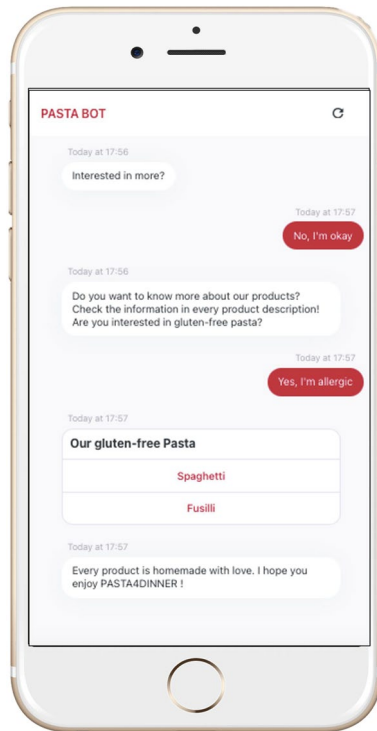 PASTA BOT
Today at 17:56
Interested in more?
Today at 17:57
No, I'm okay
Today at 17:56
Do you want to know more about our products?
Check the information in every product description!
Are you interested in gluten-free pasta?
Today at 17:57
Yes, I'm allergic
Today at 17:57
Our gluten-free Pasta
Spaghetti
Fusilli
Today at 17:57
Every product is homemade with love. I hope you
enjoy PASTA4DINNER !